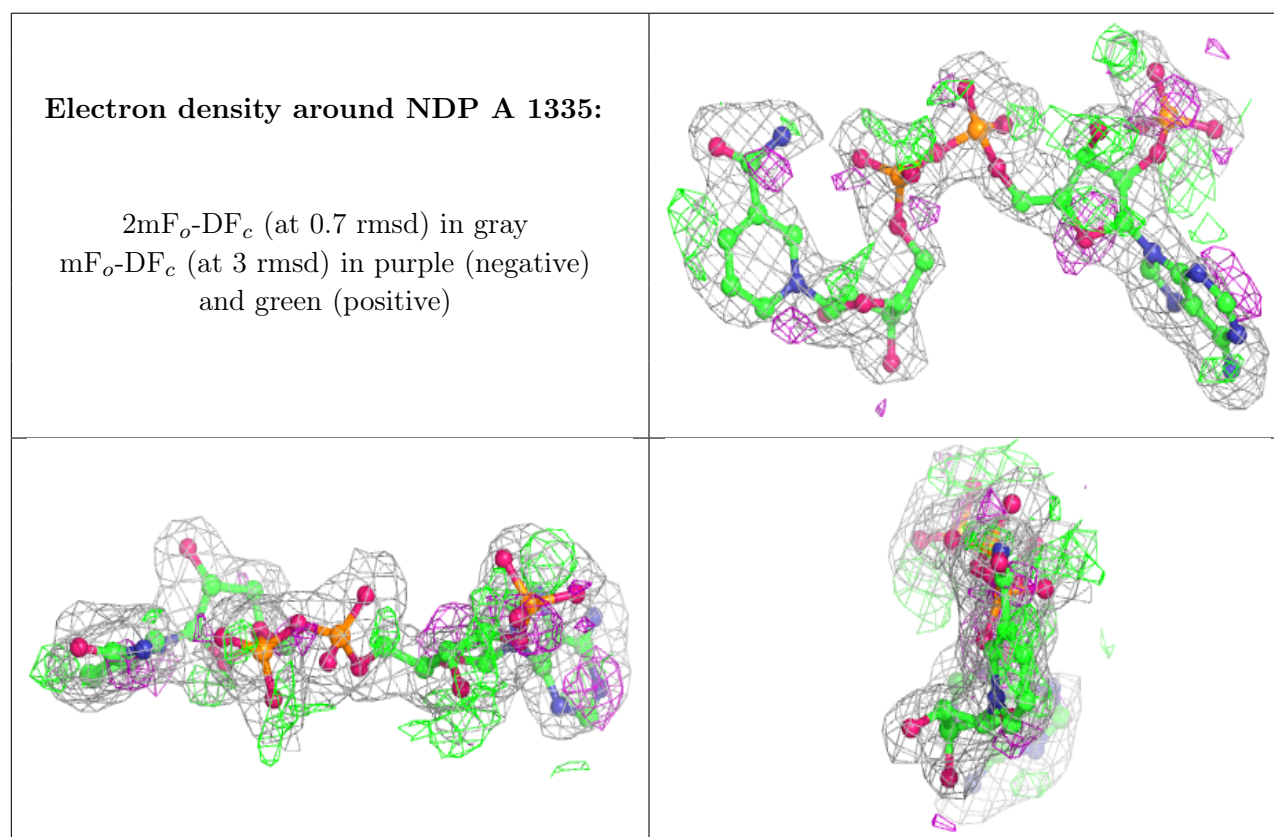 Electron density around NDP A 1335:
2mFo-DFc (at 0.7 rmsd) in gray
mFo-DFc (at 3 rmsd) in purple (negative)
and green (positive)